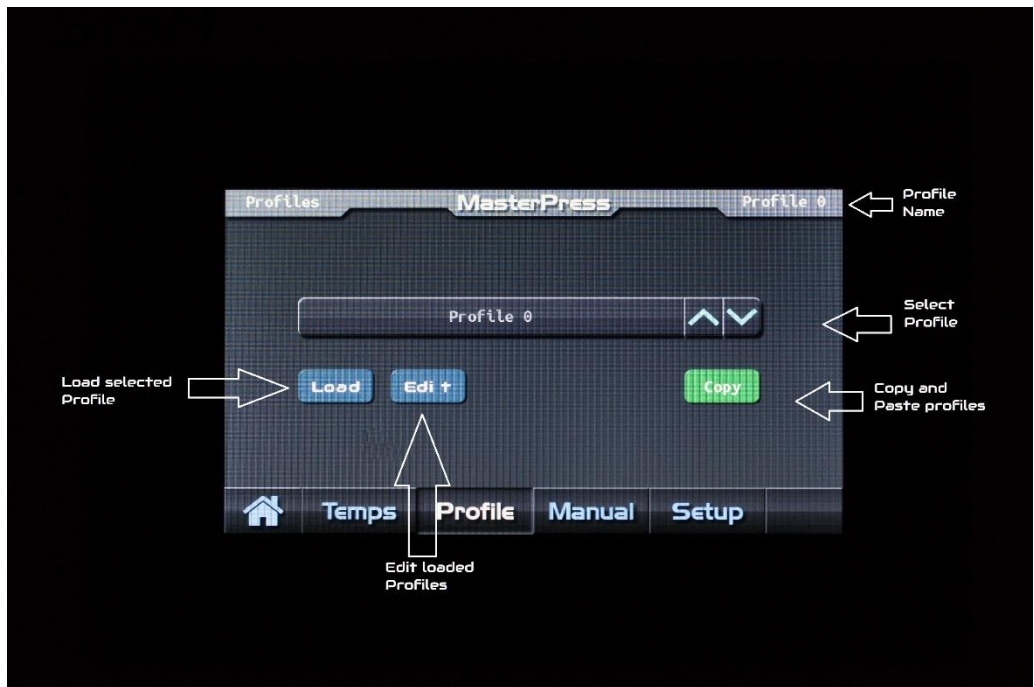 Profiles MasterPress Profile 0
Profile
Name
Profile 0
Select
Profile
Load selected
Profile
Load Edit Copy
Copy and
Paste profiles
Temps Profile Manual Setup
Edit loaded
Profiles